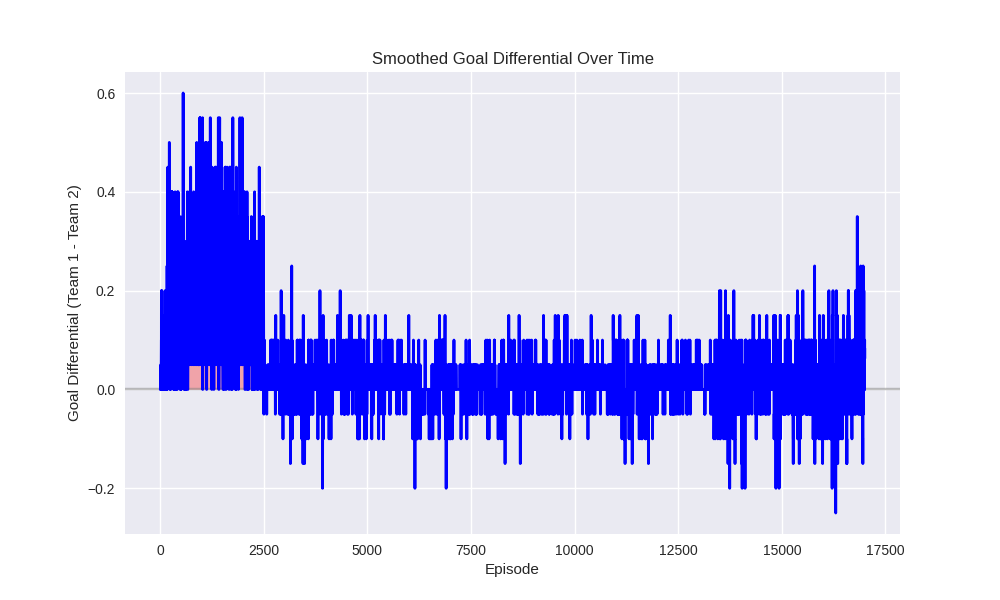 Smoothed Goal Differential Over Time
Goal Differential (Team 1 - Team 2)
0.6
0.4
0.2
0.0
−0.2
0 2500 5000 7500 10000 12500 15000 17500
Episode